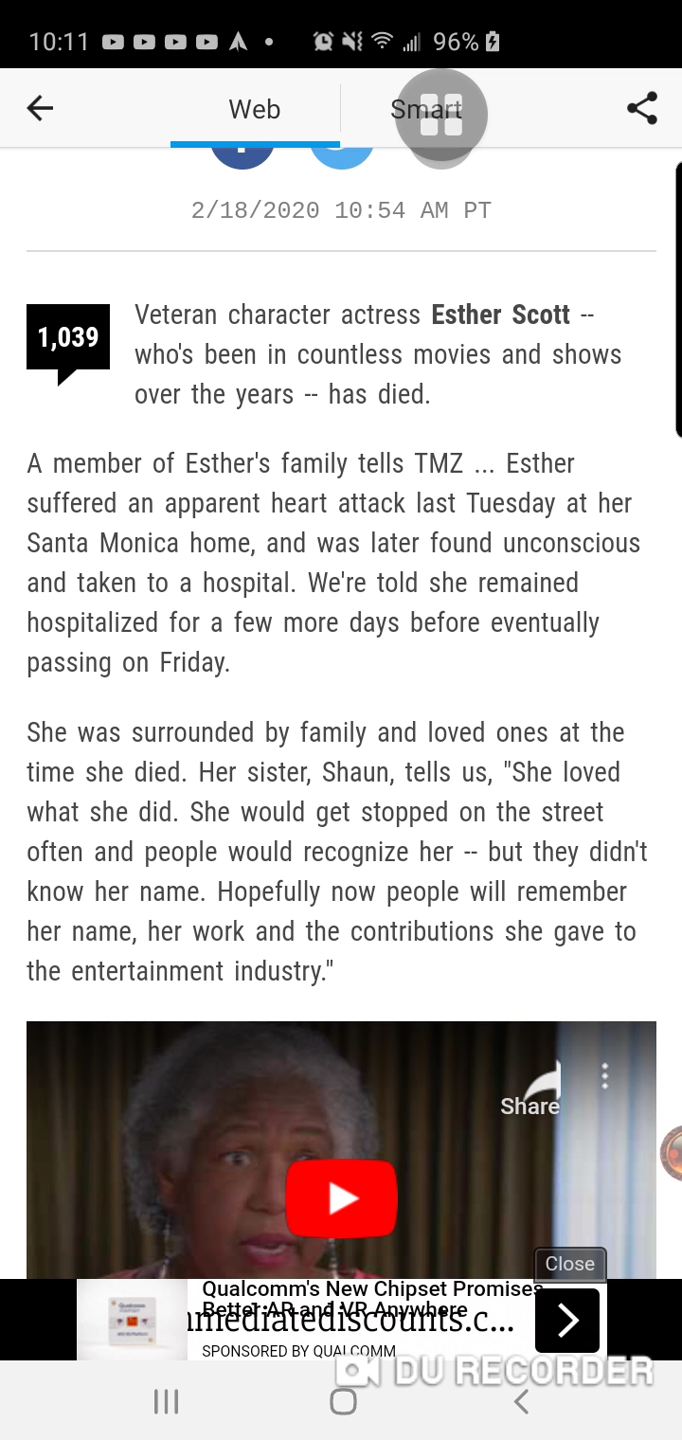 10:11 96%
Web Smart
2/18/2020 10:54 AM PT
1,039
Veteran character actress Esther Scott --
who's been in countless movies and shows
over the years -- has died.
A member of Esther's family tells TMZ ... Esther
suffered an apparent heart attack last Tuesday at her
Santa Monica home, and was later found unconscious
and taken to a hospital. We're told she remained
hospitalized for a few more days before eventually
passing on Friday.
She was surrounded by family and loved ones at the
time she died. Her sister, Shaun, tells us, "She loved
what she did. She would get stopped on the street
often and people would recognize her -- but they didn't
know her name. Hopefully now people will remember
her name, her work and the contributions she gave to
the entertainment industry."
Share
Close
Qualcomm's New Chipset Promises
Better AR and VR Anywhere
mediatediscounts.c...
SPONSORED BY QUALCOMM
DU RECORDER